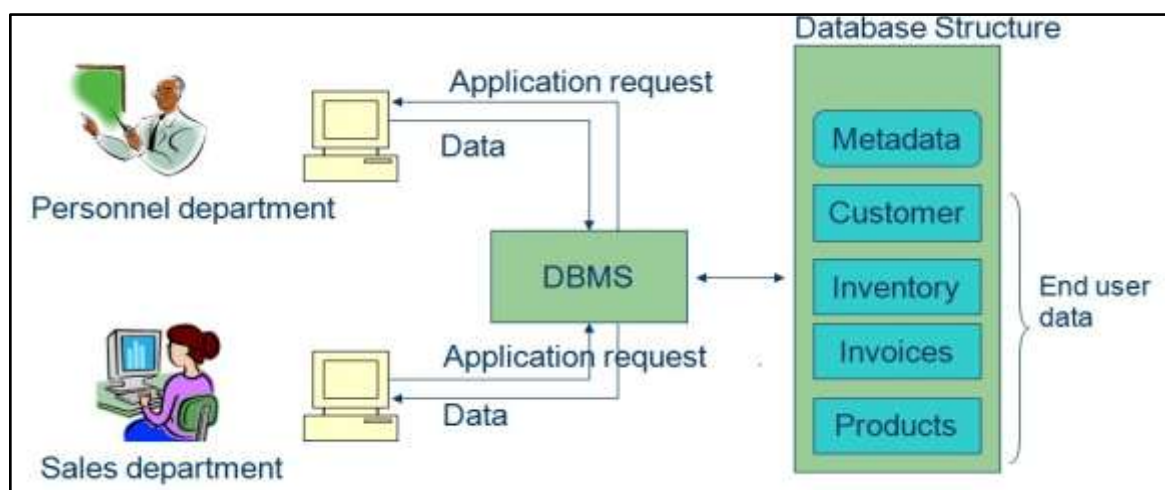 Database Structure
Application request
Data
Personnel department
DBMS
Application request
Data
Sales department
Metadata
Customer
Inventory
Invoices
Products
End user
data